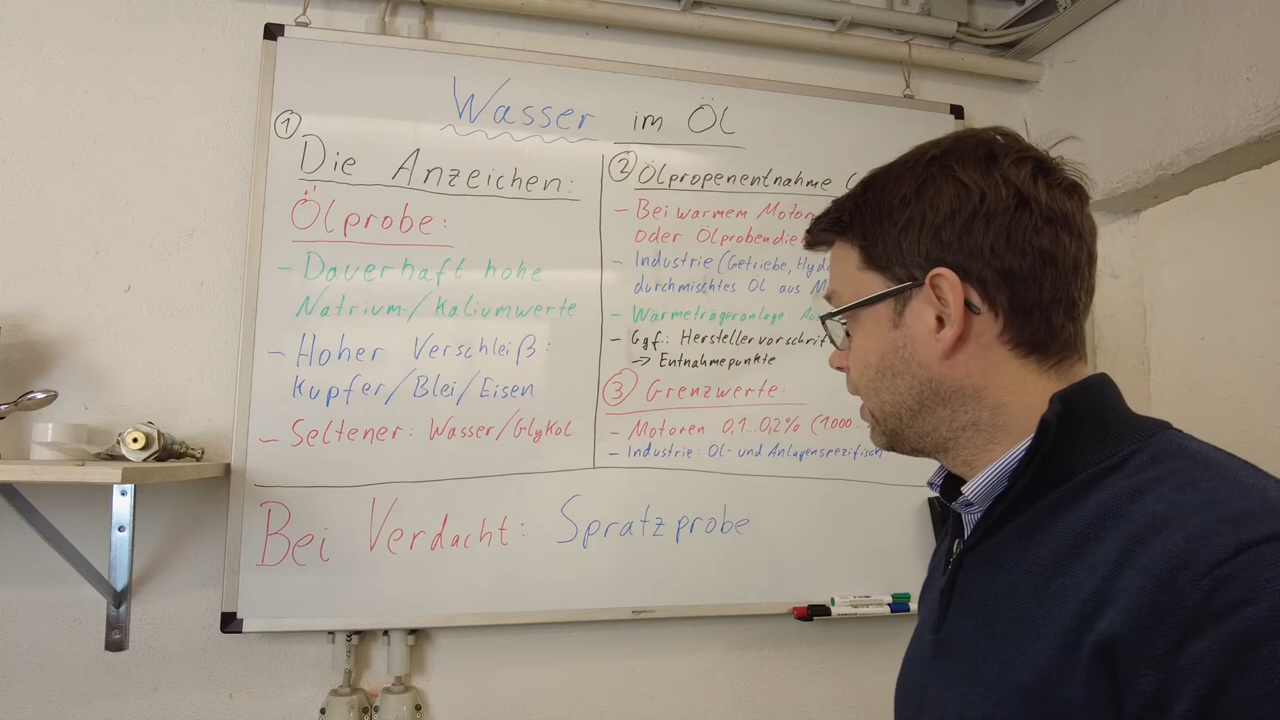 Wasser im Öl
①
Die Anzeichen:
Ölprobe:
- Dauerhaft hohe
Natrium-/Kaliumwerte
- Hoher Verschleiß:
Kupfer/Blei/Eisen
- Seltener: Wasser/Glykol
② Ölpropenentnahme (
- Bei warmem Motor
oder Ölprobendie
- Industrie (Getriebe, Hyd
durchmischtes Öl aus M
- Wärmeträgeranlage: Aus
- Ggf.: Herstellervorschrift
→ Entnahmepunkte
③ Grenzwerte:
- Motoren 0,1...0,2% (1.000...
- Industrie: Öl- und Anlagenspezifisch
Bei Verdacht: Spratzprobe